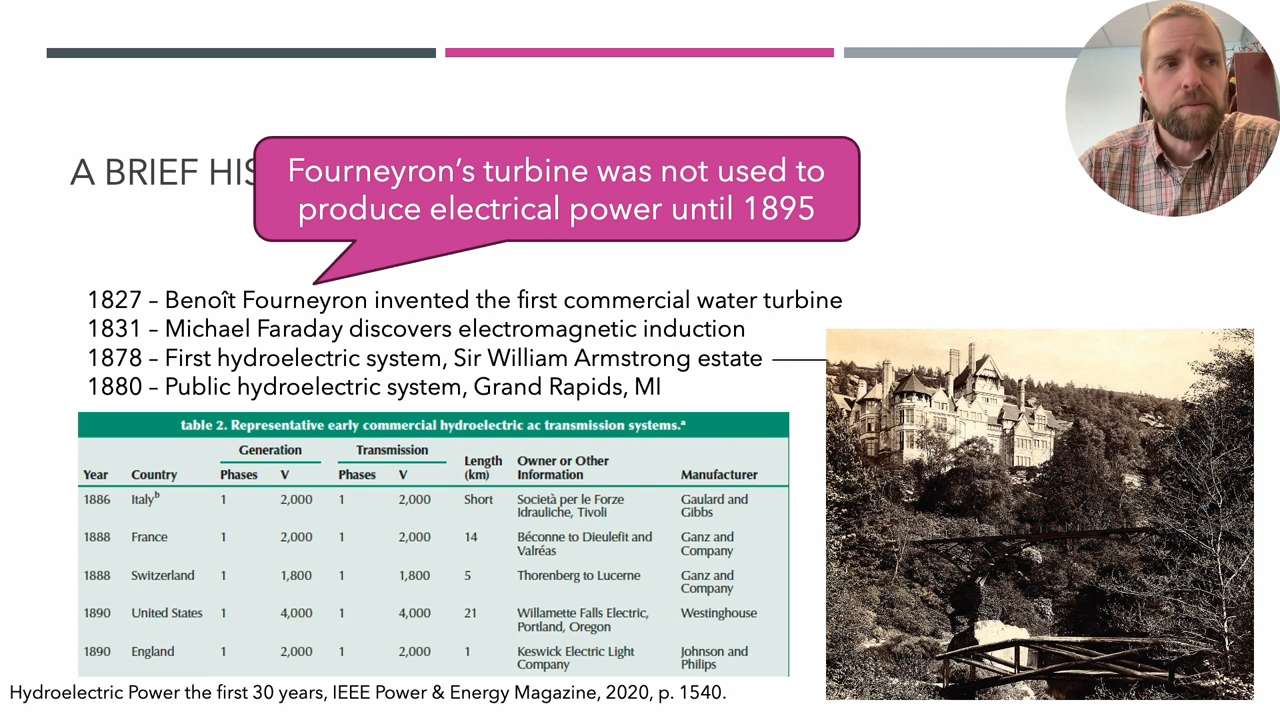 A BRIEF HIS
Fourneyron’s turbine was not used to
produce electrical power until 1895
1827 – Benoît Fourneyron invented the first commercial water turbine
1831 – Michael Faraday discovers electromagnetic induction
1878 – First hydroelectric system, Sir William Armstrong estate
1880 – Public hydroelectric system, Grand Rapids, MI
table 2. Representative early commercial hydroelectric ac transmission systems.ᵃ
Generation Transmission
Year Country Phases V Phases V Length (km) Owner or Other Information Manufacturer
1886 Italyᵇ 1 2,000 1 2,000 Short Società per le Forze Idrauliche, Tivoli Gaulard and Gibbs
1888 France 1 2,000 1 2,000 14 Béconne to Dieulefit and Valréas Ganz and Company
1888 Switzerland 1 1,800 1 1,800 5 Thorenberg to Lucerne Ganz and Company
1890 United States 1 4,000 1 4,000 21 Willamette Falls Electric, Portland, Oregon Westinghouse
1890 England 1 2,000 1 2,000 1 Keswick Electric Light Company Johnson and Philips
Hydroelectric Power the first 30 years, IEEE Power & Energy Magazine, 2020, p. 1540.